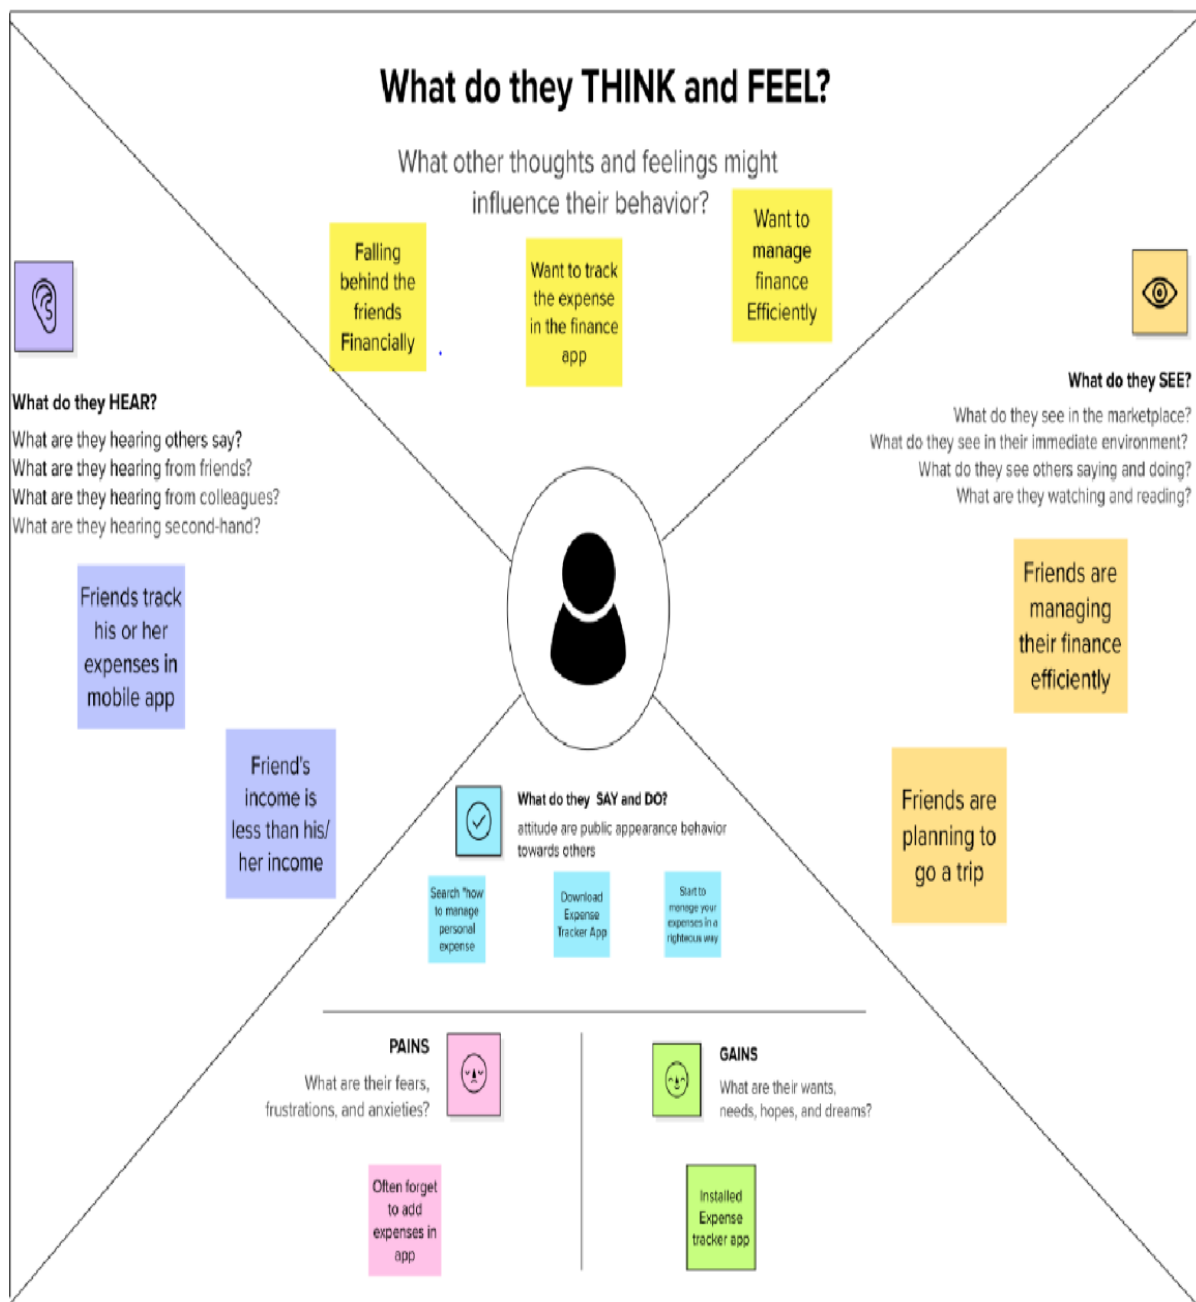 What do they THINK and FEEL?
What other thoughts and feelings might
influence their behavior?
Falling
behind the
friends
Financially
Want to track
the expense
in the finance
app
Want to
manage
finance
Efficiently
What do they HEAR?
What are they hearing others say?
What are they hearing from friends?
What are they hearing from colleagues?
What are they hearing second-hand?
Friends track
his or her
expenses in
mobile app
Friend's
income is
less than his/
her income
What do they SEE?
What do they see in the marketplace?
What do they see in their immediate environment?
What do they see others saying and doing?
What are they watching and reading?
Friends are
managing
their finance
efficiently
Friends are
planning to
go a trip
What do they SAY and DO?
attitude are public appearance behavior
towards others
Search "how
to manage
personal
expense
Download
Expense
Tracker App
Start to
manage your
expenses in a
righteous way
PAINS
What are their fears,
frustrations, and anxieties?
Often forget
to add
expenses in
app
GAINS
What are their wants,
needs, hopes, and dreams?
Installed
Expense
tracker app